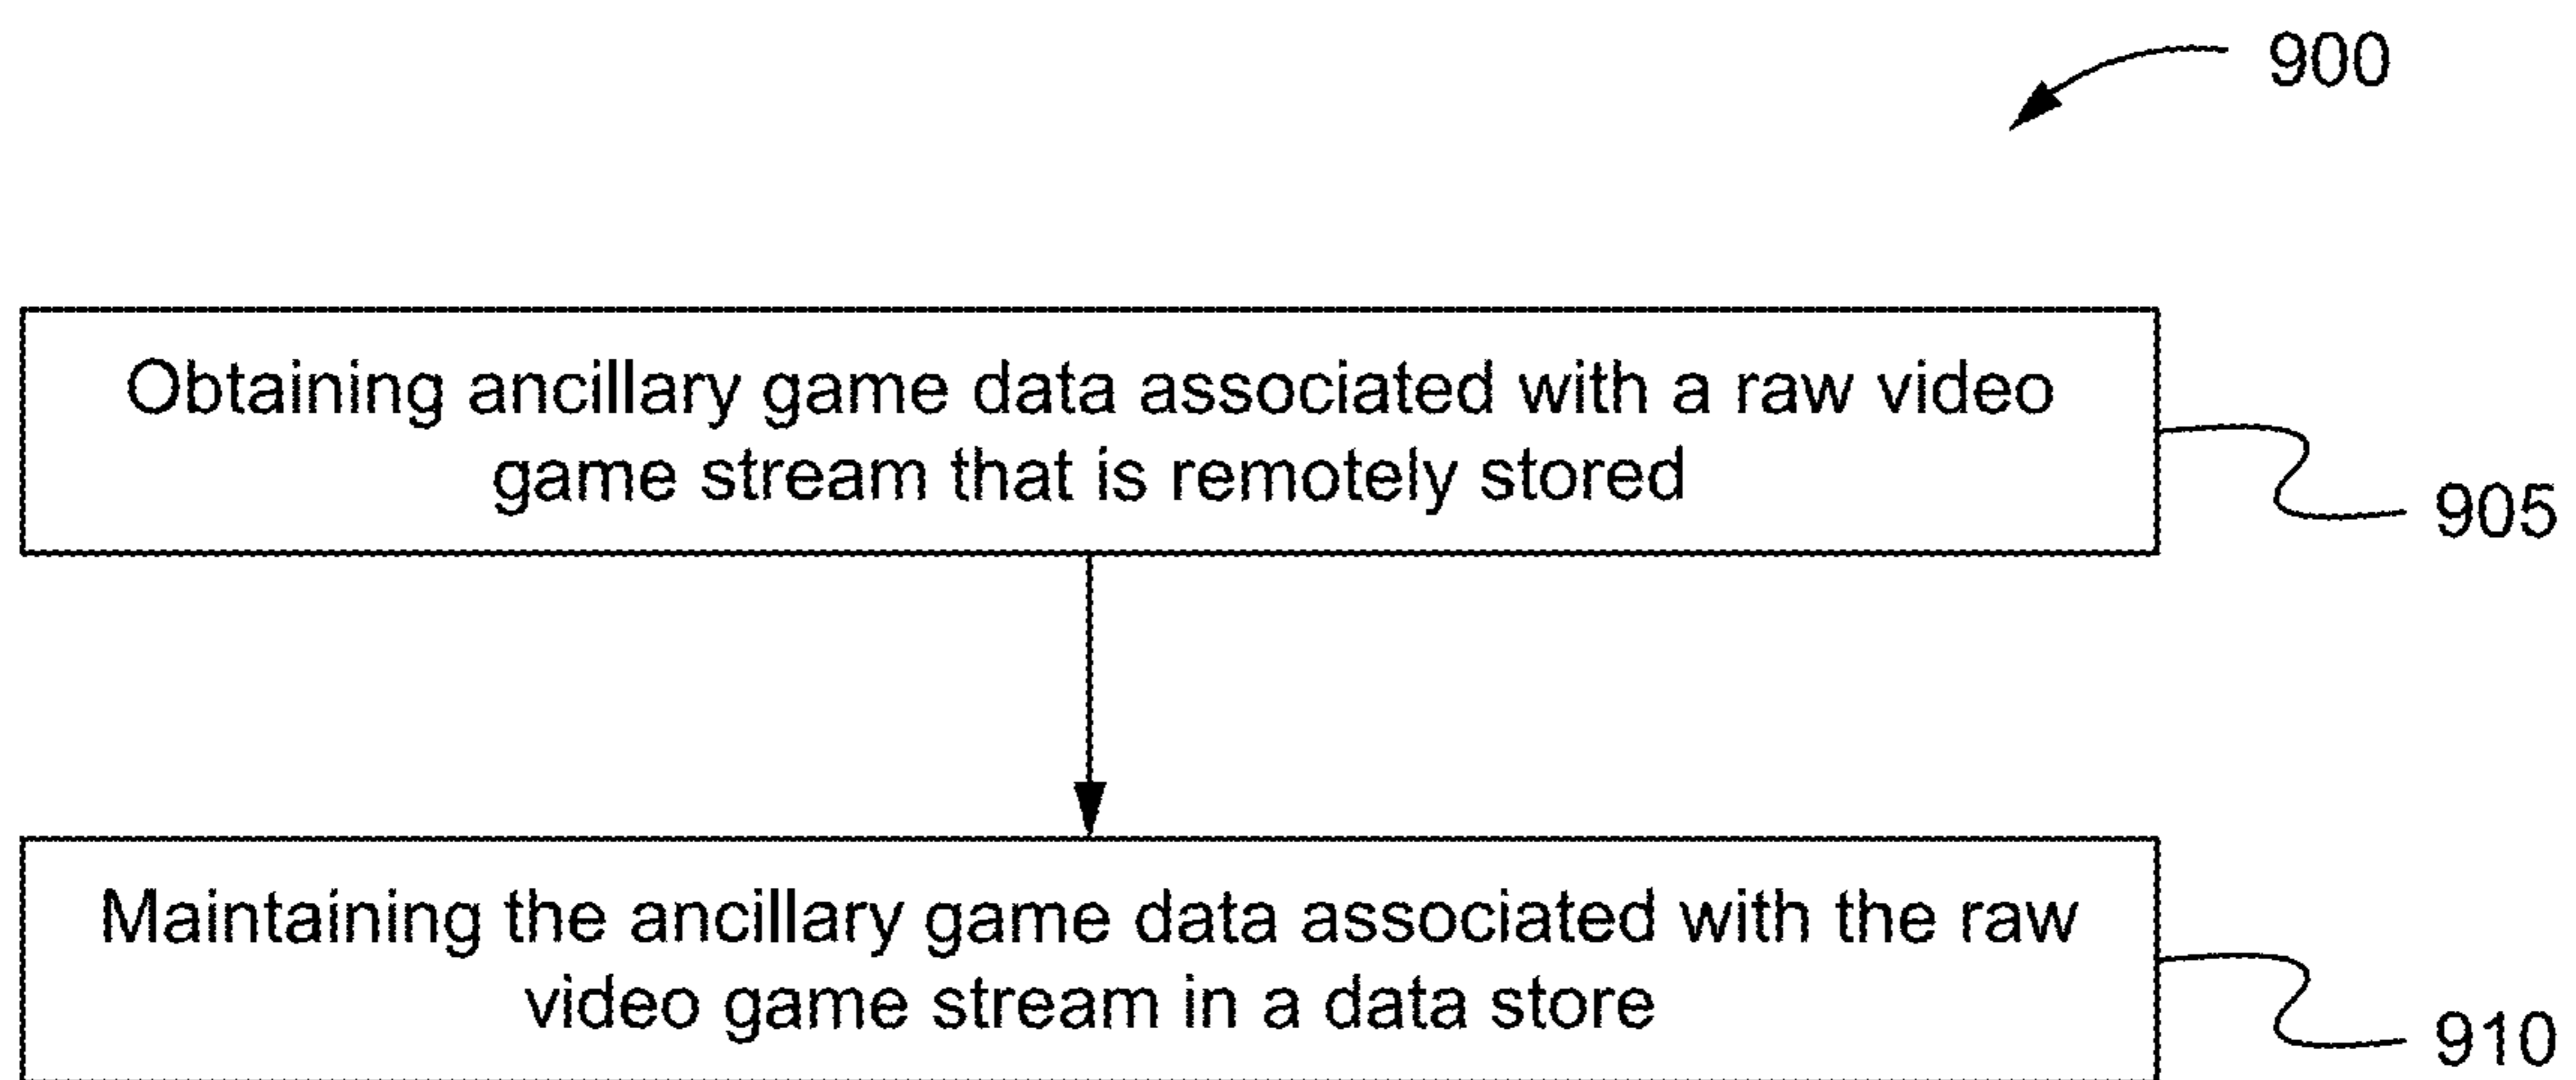 900
Obtaining ancillary game data associated with a raw video
game stream that is remotely stored
905
Maintaining the ancillary game data associated with the raw
video game stream in a data store
910